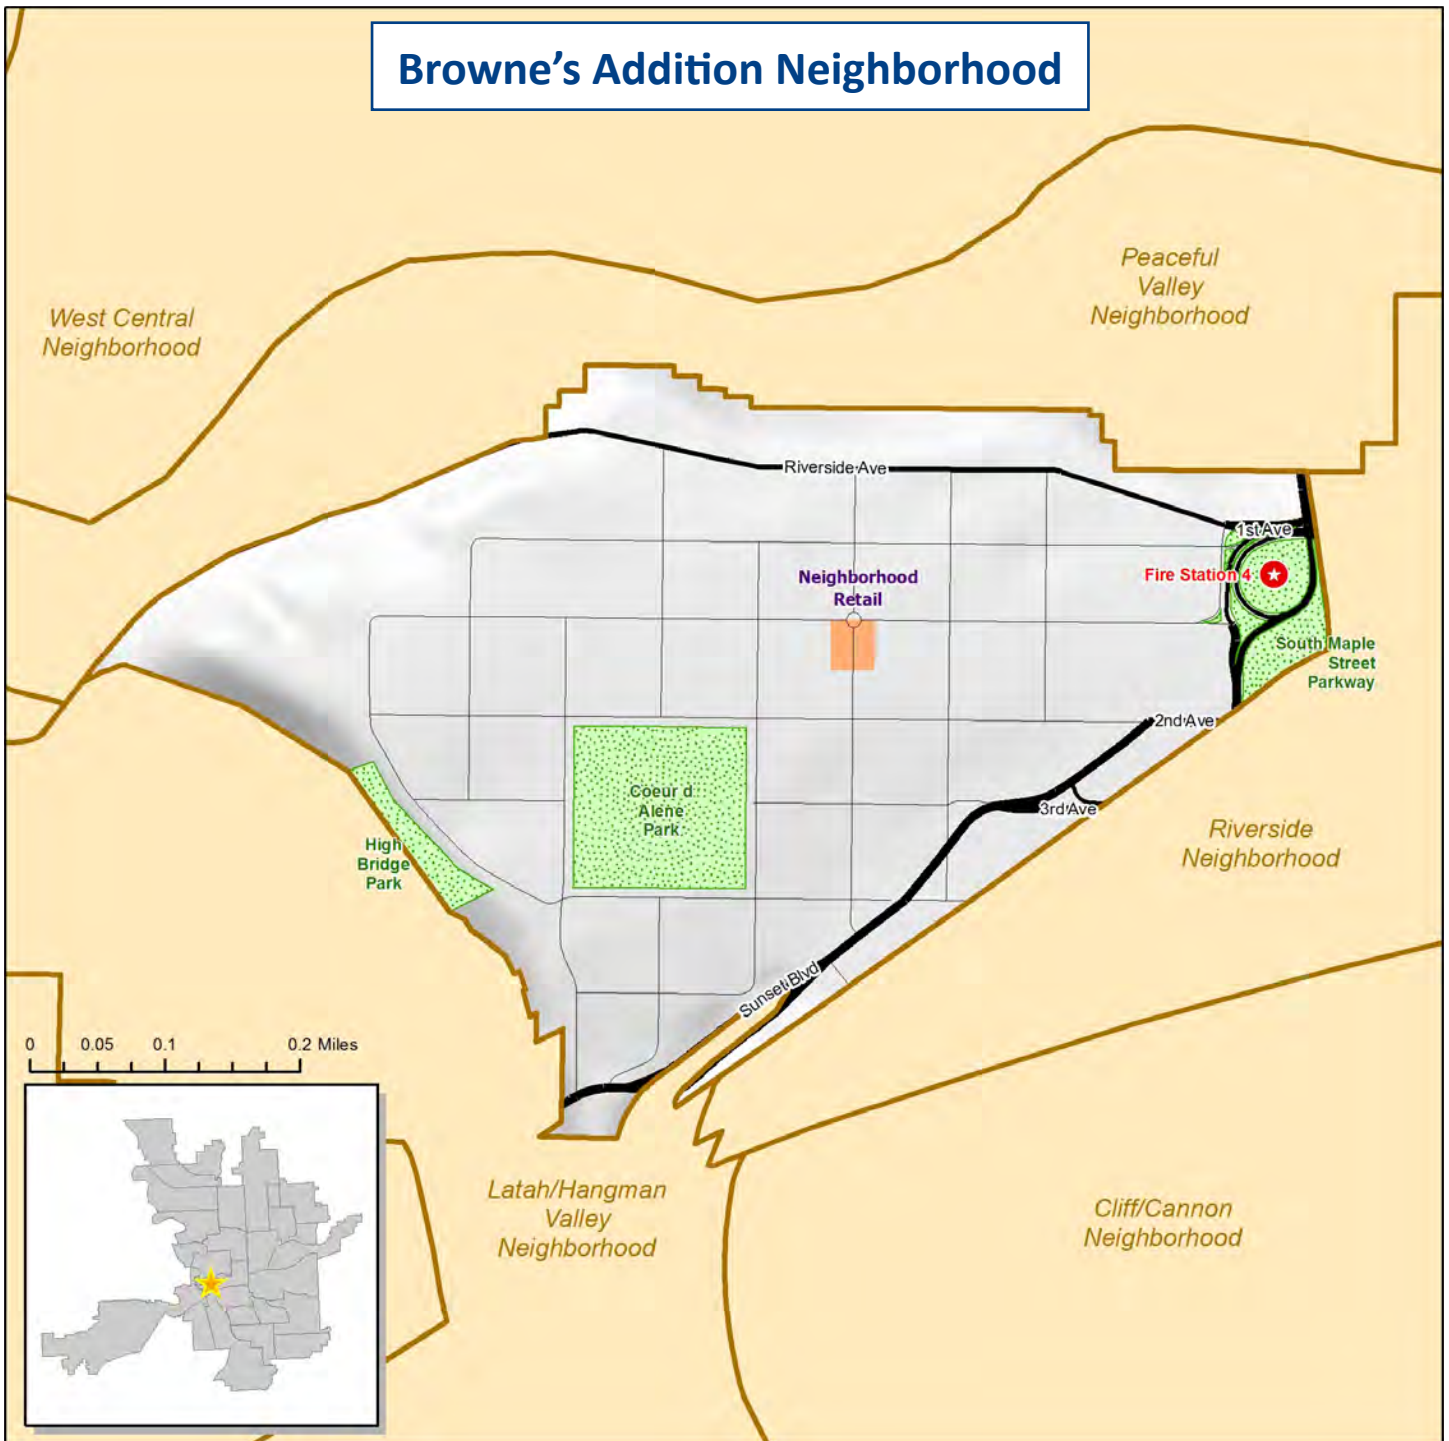 Browne's Addition Neighborhood
Peaceful
Valley
Neighborhood
West Central
Neighborhood
Riverside Ave
1st Ave
Neighborhood
Retail
Fire Station 4
South Maple
Street
Parkway
2nd Ave
Coeur d
Alene
Park
3rd Ave
Riverside
Neighborhood
High
Bridge
Park
Sunset Blvd
0 0.05 0.1 0.2 Miles
Latah/Hangman
Valley
Neighborhood
Cliff/Cannon
Neighborhood